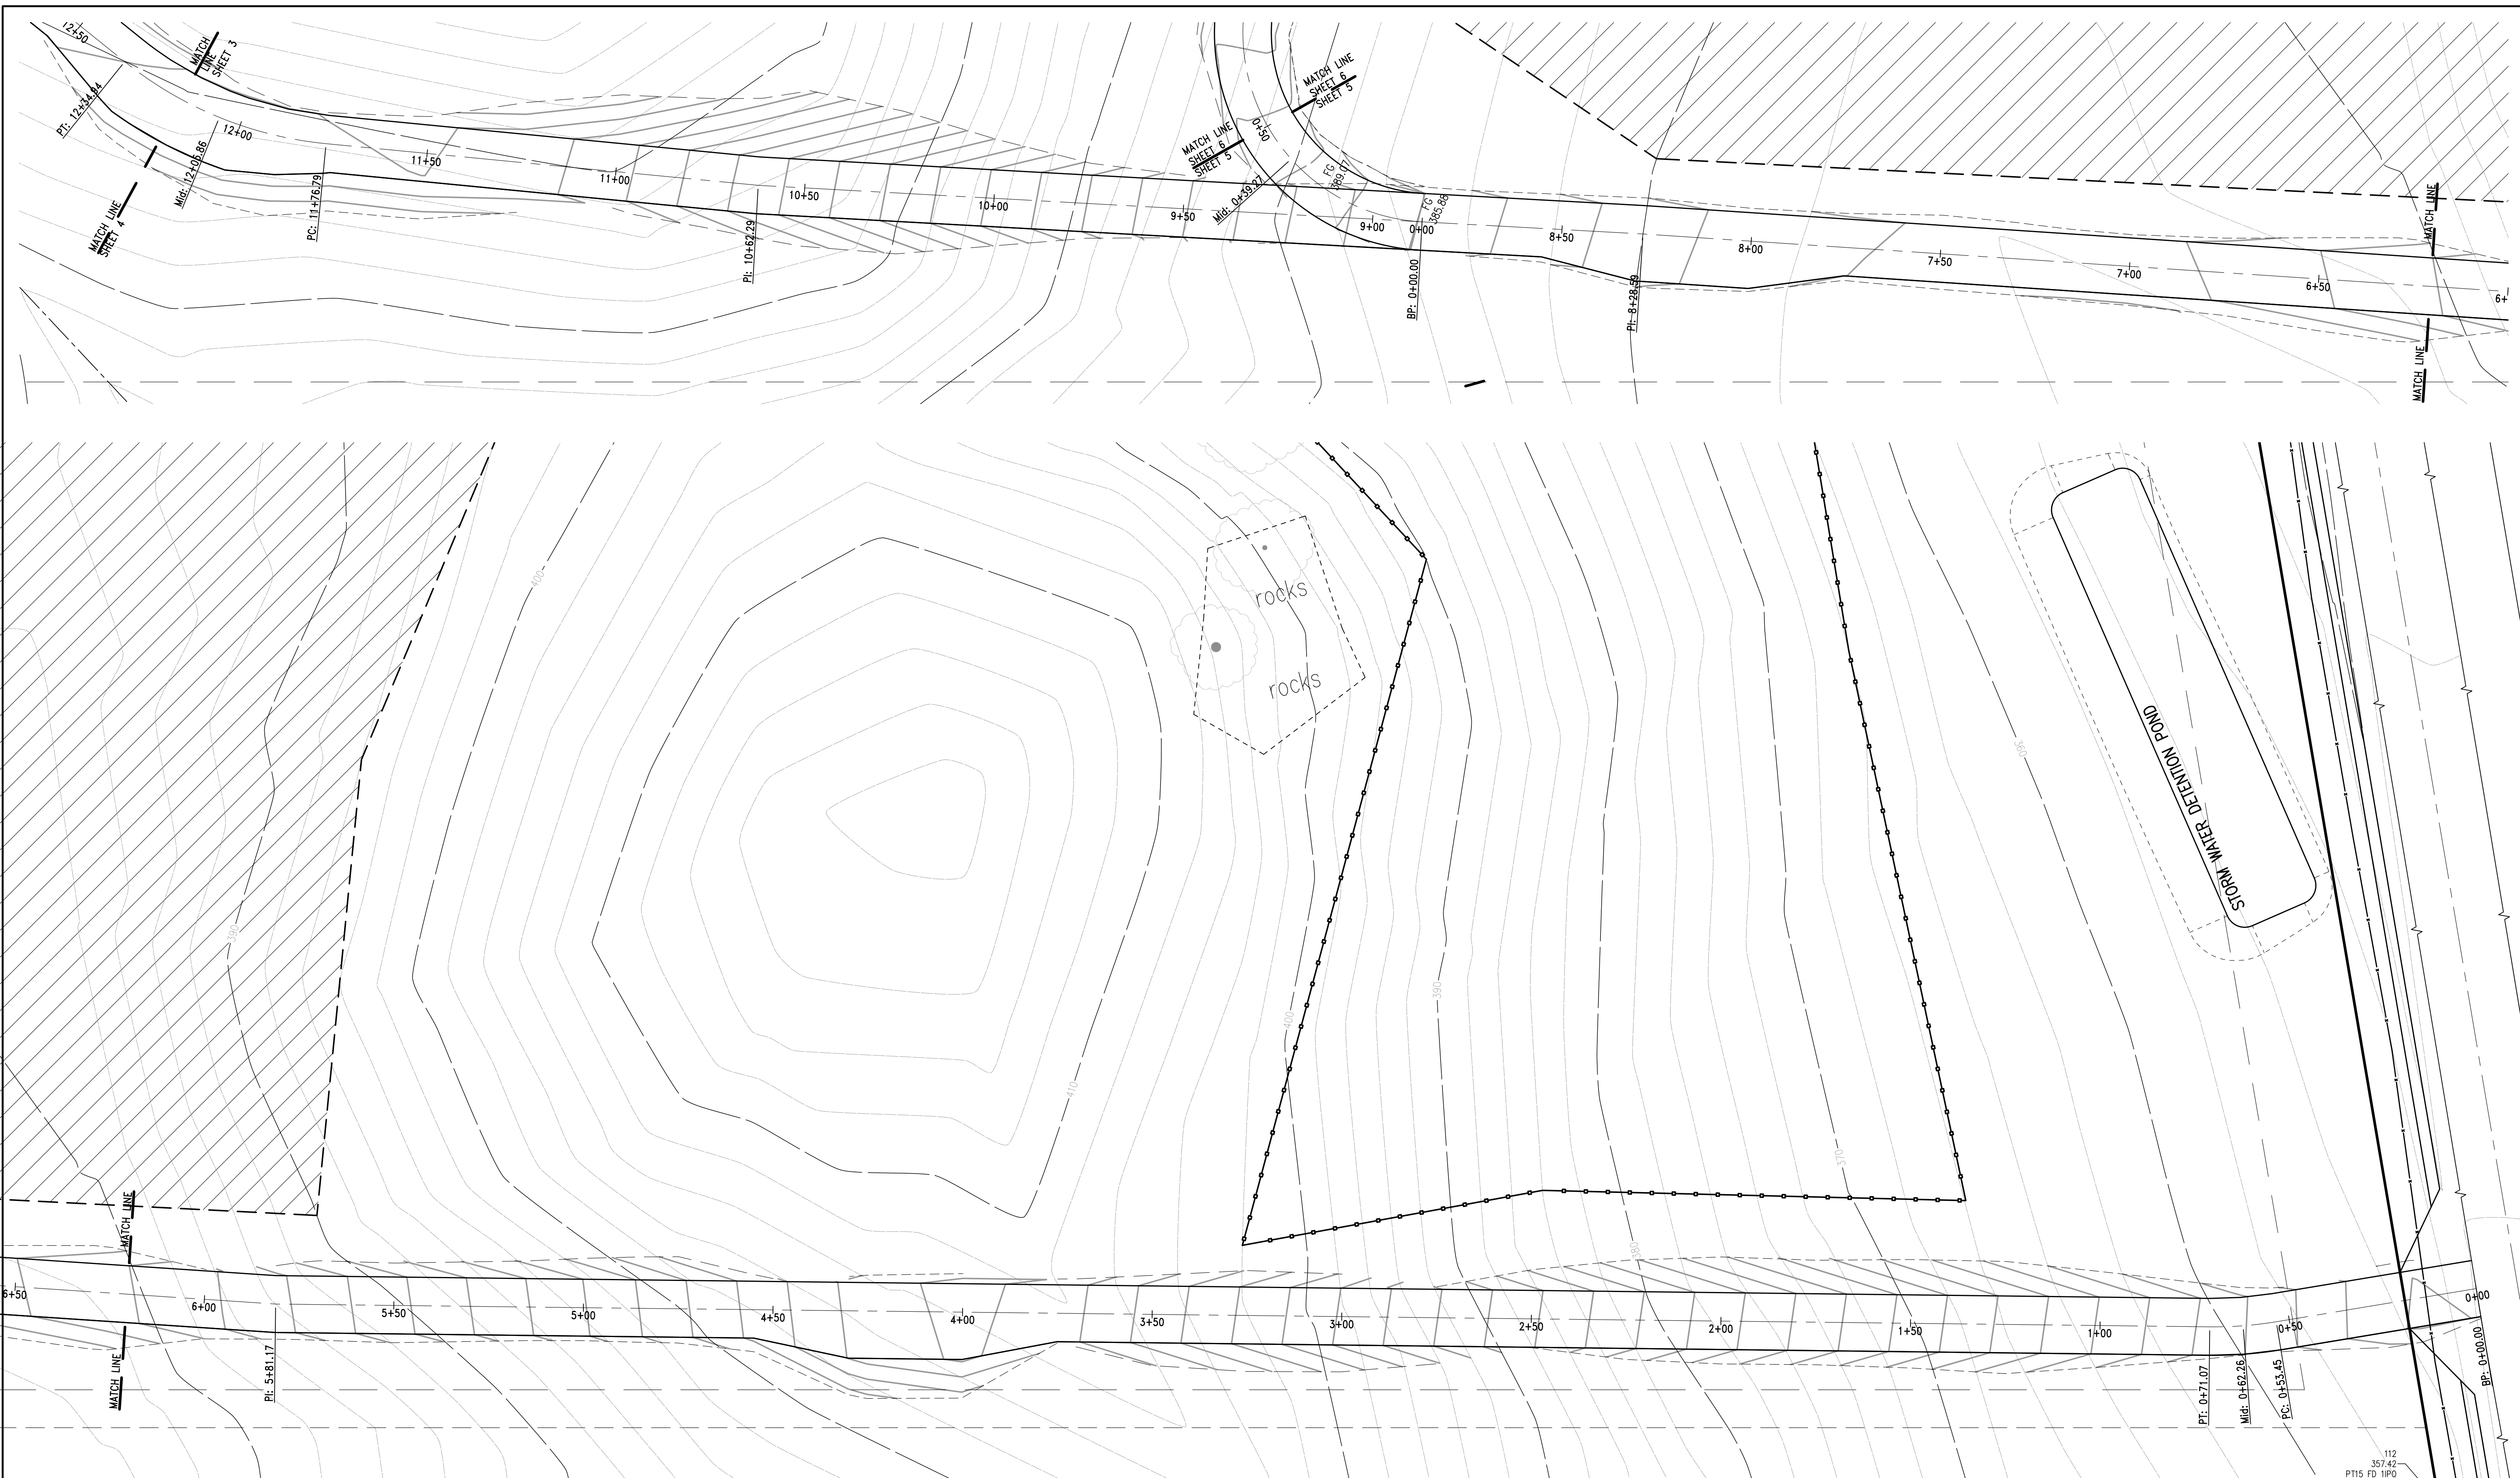 12+50
MATCH
LINE
SHEET 3
PT: 12+34.94
12+00
Mid: 12+05.86
MATCH LINE
SHEET 4
PC: 11+76.79
11+50
11+00
PI: 10+62.29
10+50
10+00
9+50
MATCH LINE
SHEET 6
SHEET 5
MATCH LINE
SHEET 6
SHEET 5
0+50
Mid: 0+39.27
FG
389.07
FG
385.88
9+00
0+00
BP: 0+00.00
8+50
PI: 8+28.59
8+00
7+50
7+00
6+50
6+
MATCH LINE
MATCH LINE
400
rocks
rocks
390
400
390
410
380
370
360
STORM WATER DETENTION POND
MATCH LINE
MATCH LINE
6+50
6+00
PI: 5+81.17
5+50
5+00
4+50
4+00
3+50
3+00
2+50
2+00
1+50
1+00
PT: 0+71.07
Mid: 0+62.26
PC: 0+53.45
0+50
0+00
BP: 0+00.00
112
357.42
PT15 FD 1IPO